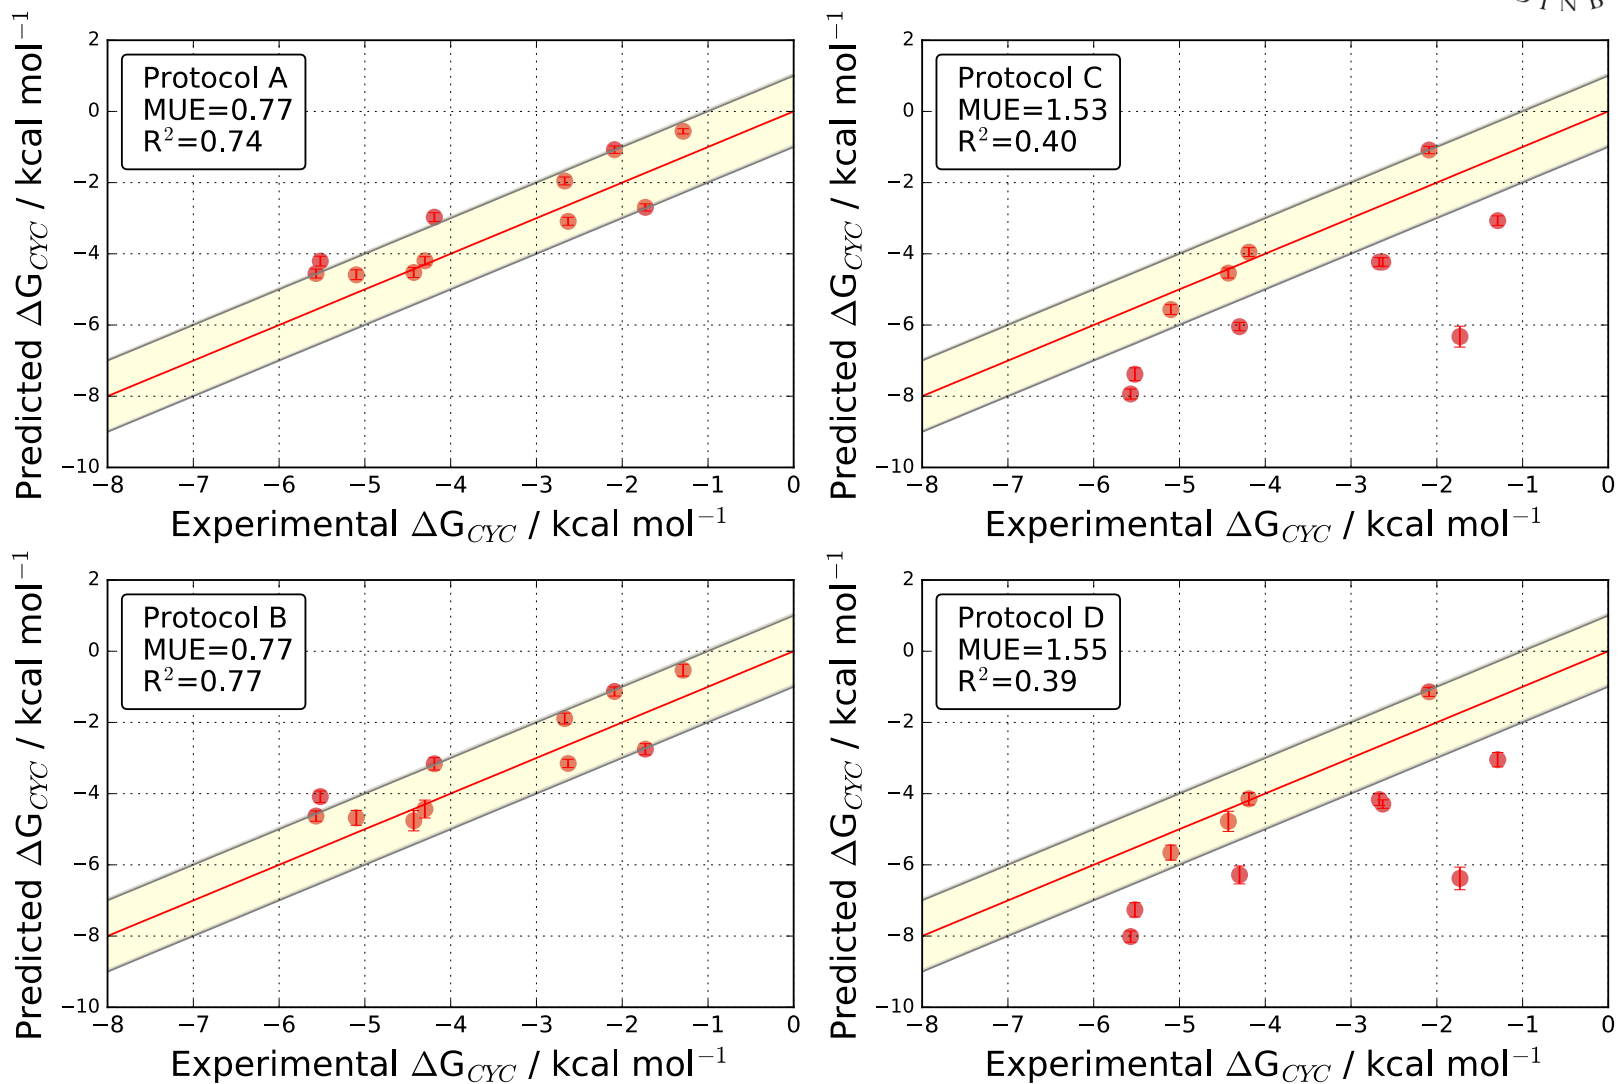 I N B
Protocol A
MUE=0.77
R²=0.74
2
0
−2
−4
−6
−8
−10
−8 −7 −6 −5 −4 −3 −2 −1 0
Predicted ΔG_CYC / kcal mol⁻¹
Experimental ΔG_CYC / kcal mol⁻¹
Protocol C
MUE=1.53
R²=0.40
2
0
−2
−4
−6
−8
−10
−8 −7 −6 −5 −4 −3 −2 −1 0
Predicted ΔG_CYC / kcal mol⁻¹
Experimental ΔG_CYC / kcal mol⁻¹
Protocol B
MUE=0.77
R²=0.77
2
0
−2
−4
−6
−8
−10
−8 −7 −6 −5 −4 −3 −2 −1 0
Predicted ΔG_CYC / kcal mol⁻¹
Experimental ΔG_CYC / kcal mol⁻¹
Protocol D
MUE=1.55
R²=0.39
2
0
−2
−4
−6
−8
−10
−8 −7 −6 −5 −4 −3 −2 −1 0
Predicted ΔG_CYC / kcal mol⁻¹
Experimental ΔG_CYC / kcal mol⁻¹